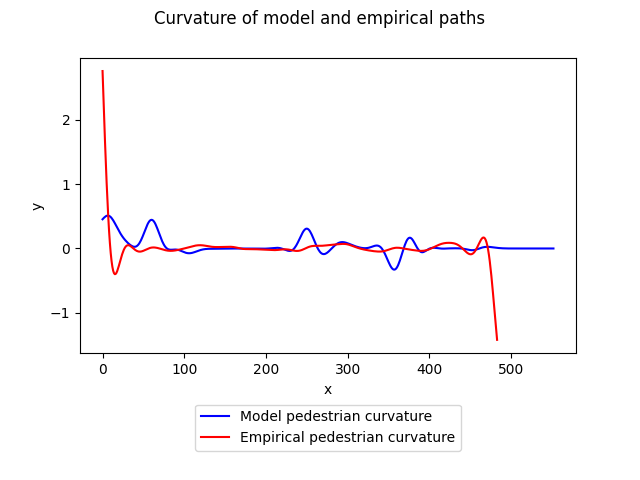 Curvature of model and empirical paths
y
2
1
0
−1
0 100 200 300 400 500
x
Model pedestrian curvature
Empirical pedestrian curvature